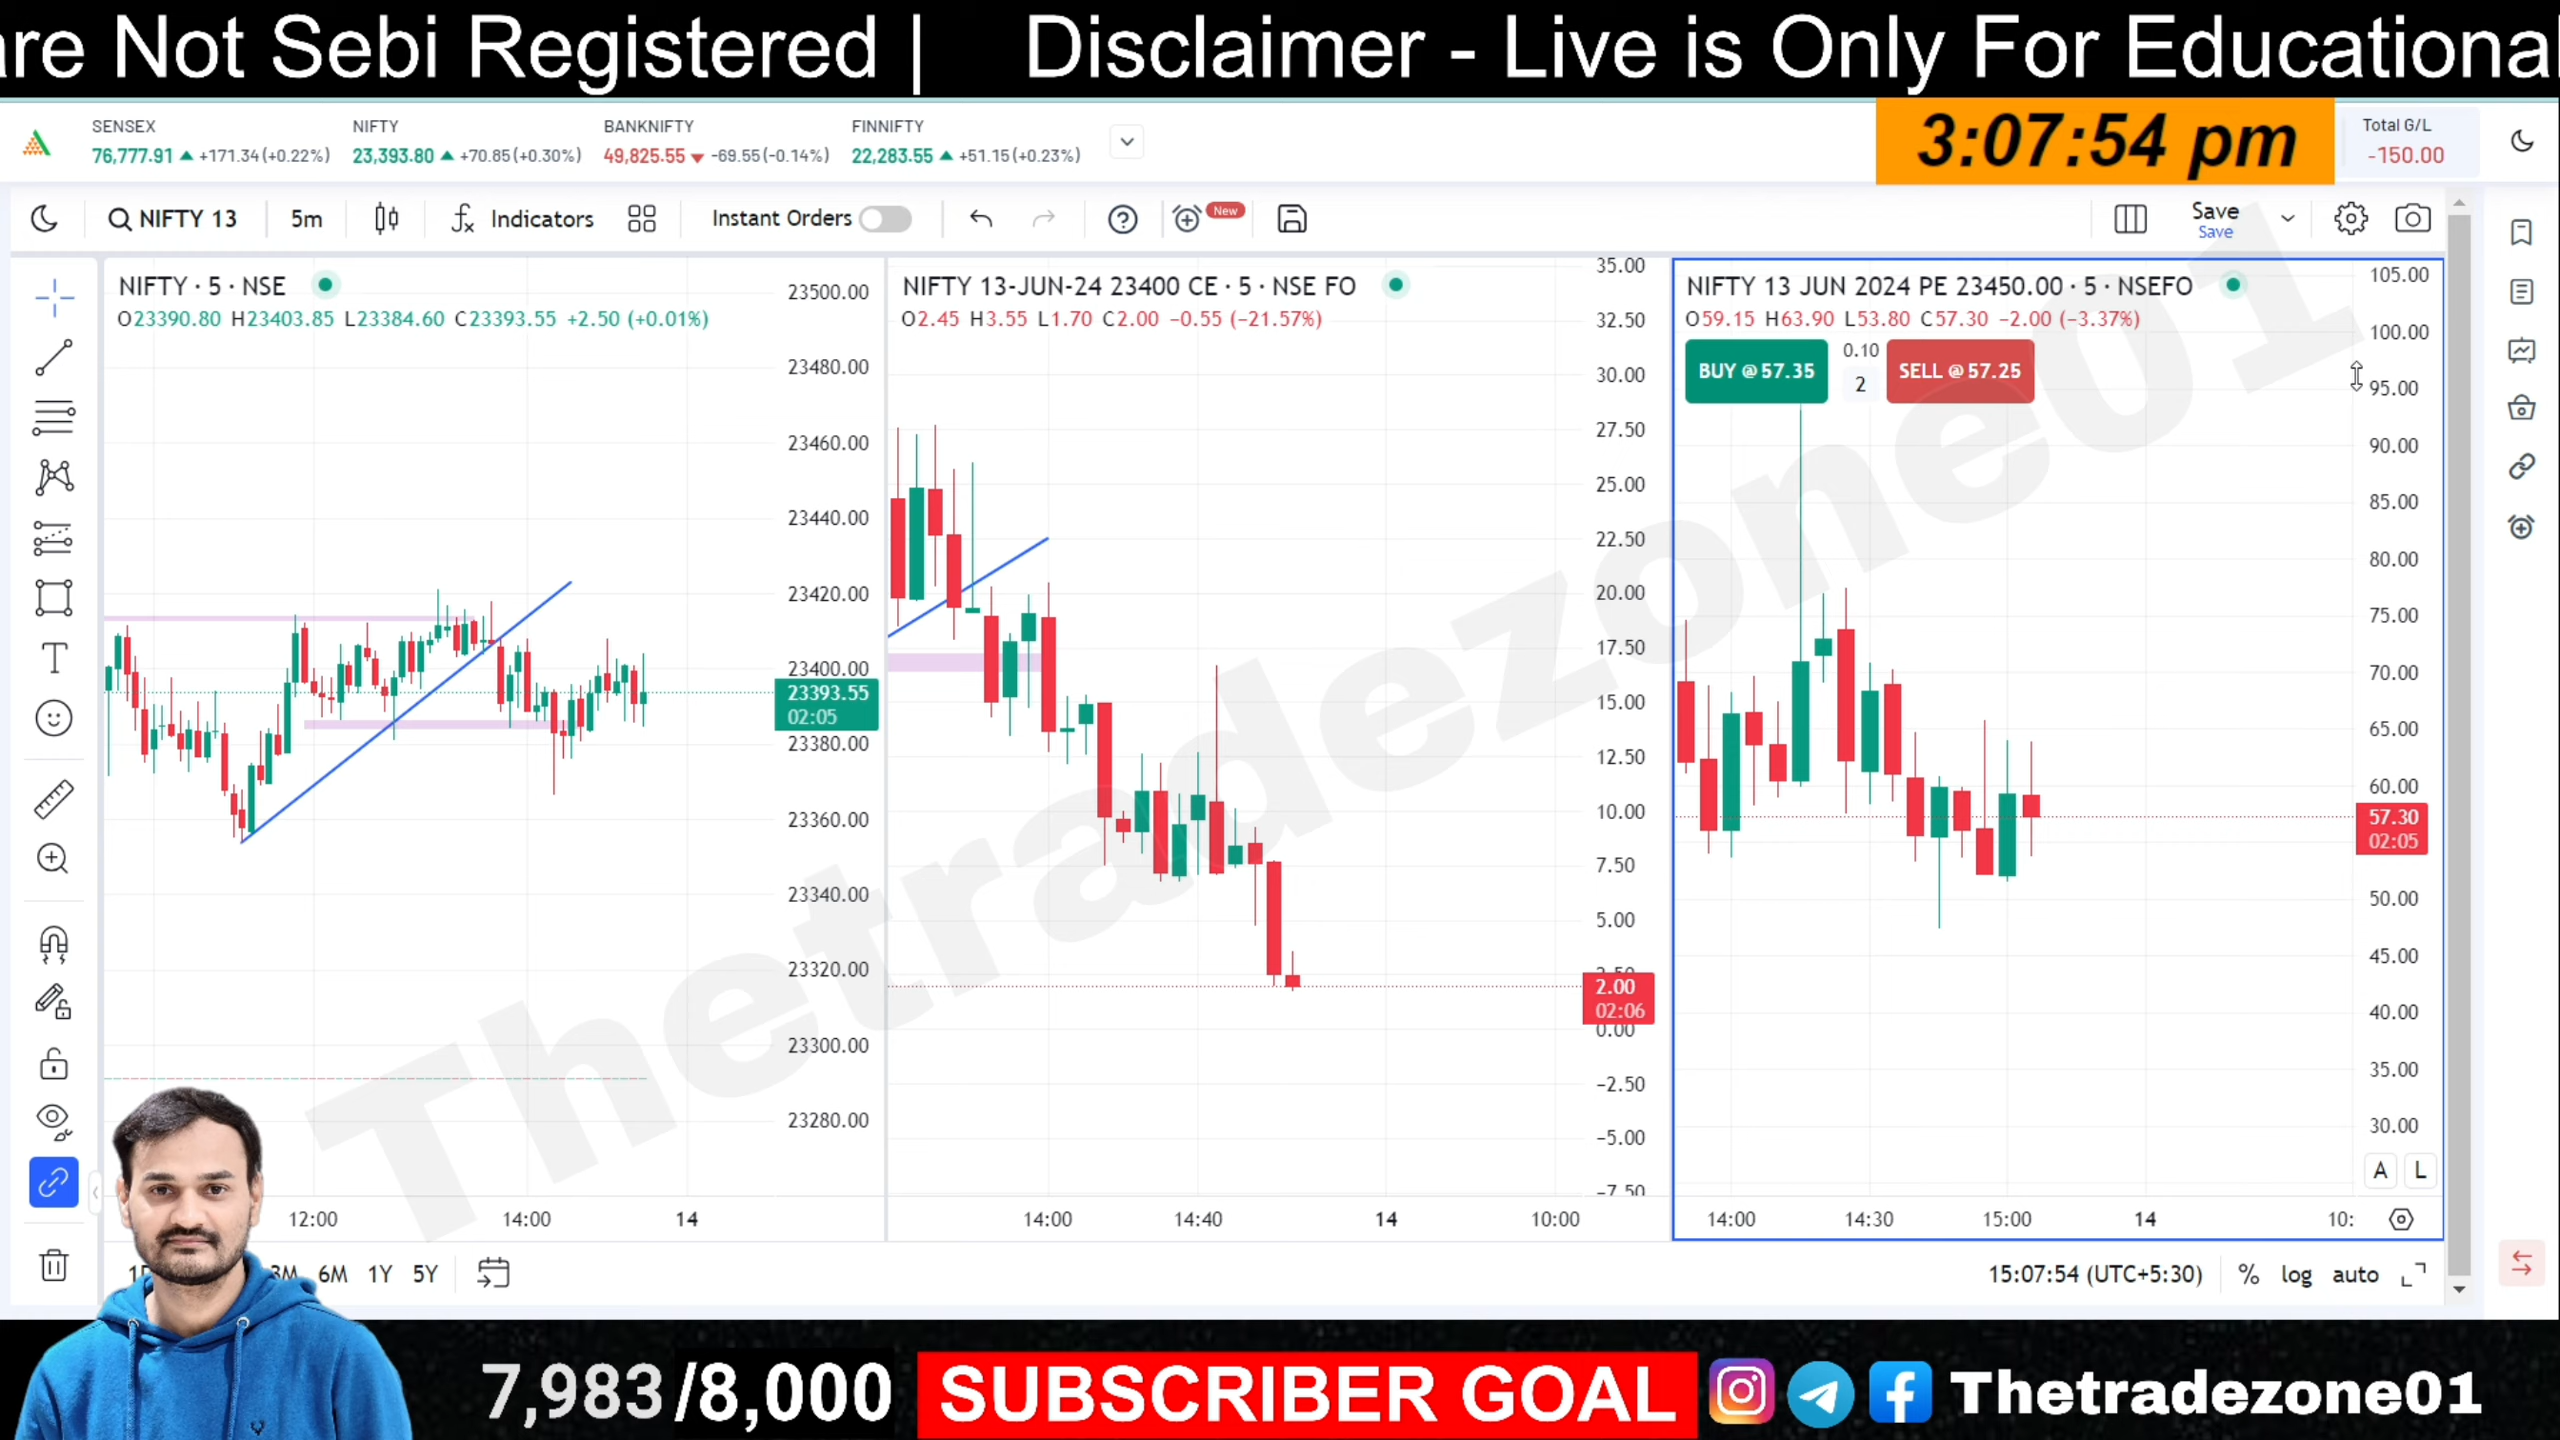 are Not Sebi Registered |     Disclaimer - Live is Only For Educational
SENSEX
76,777.91 ▲ +171.34(+0.22%)
NIFTY
23,393.80 ▲ +70.85(+0.30%)
BANKNIFTY
49,825.55 ▼ -69.55(-0.14%)
FINNIFTY
22,283.55 ▲ +51.15(+0.23%)
3:07:54 pm
Total G/L
-150.00
NIFTY 13
5m
Indicators
Instant Orders
New
Save
Save
NIFTY · 5 · NSE
O23390.80 H23403.85 L23384.60 C23393.55 +2.50 (+0.01%)
23500.00
23480.00
23460.00
23440.00
23420.00
23400.00
23393.55
02:05
23380.00
23360.00
23340.00
23320.00
23300.00
23280.00
12:00
14:00
14
NIFTY 13-JUN-24 23400 CE · 5 · NSE FO
O2.45 H3.55 L1.70 C2.00 −0.55 (−21.57%)
35.00
32.50
30.00
27.50
25.00
22.50
20.00
17.50
15.00
12.50
10.00
7.50
5.00
2.50
2.00
02:06
0.00
−2.50
−5.00
−7.50
14:00
14:40
14
10:00
NIFTY 13 JUN 2024 PE 23450.00 · 5 · NSEFO
O59.15 H63.90 L53.80 C57.30 −2.00 (−3.37%)
BUY @ 57.35
0.10
2
SELL @ 57.25
105.00
100.00
95.00
90.00
85.00
80.00
75.00
70.00
65.00
60.00
57.30
02:05
50.00
45.00
40.00
35.00
30.00
A
L
14:00
14:30
15:00
14
10:
Thetradezone01
3M
6M
1Y
5Y
15:07:54 (UTC+5:30)
%
log
auto
7,983/8,000
SUBSCRIBER GOAL
Thetradezone01